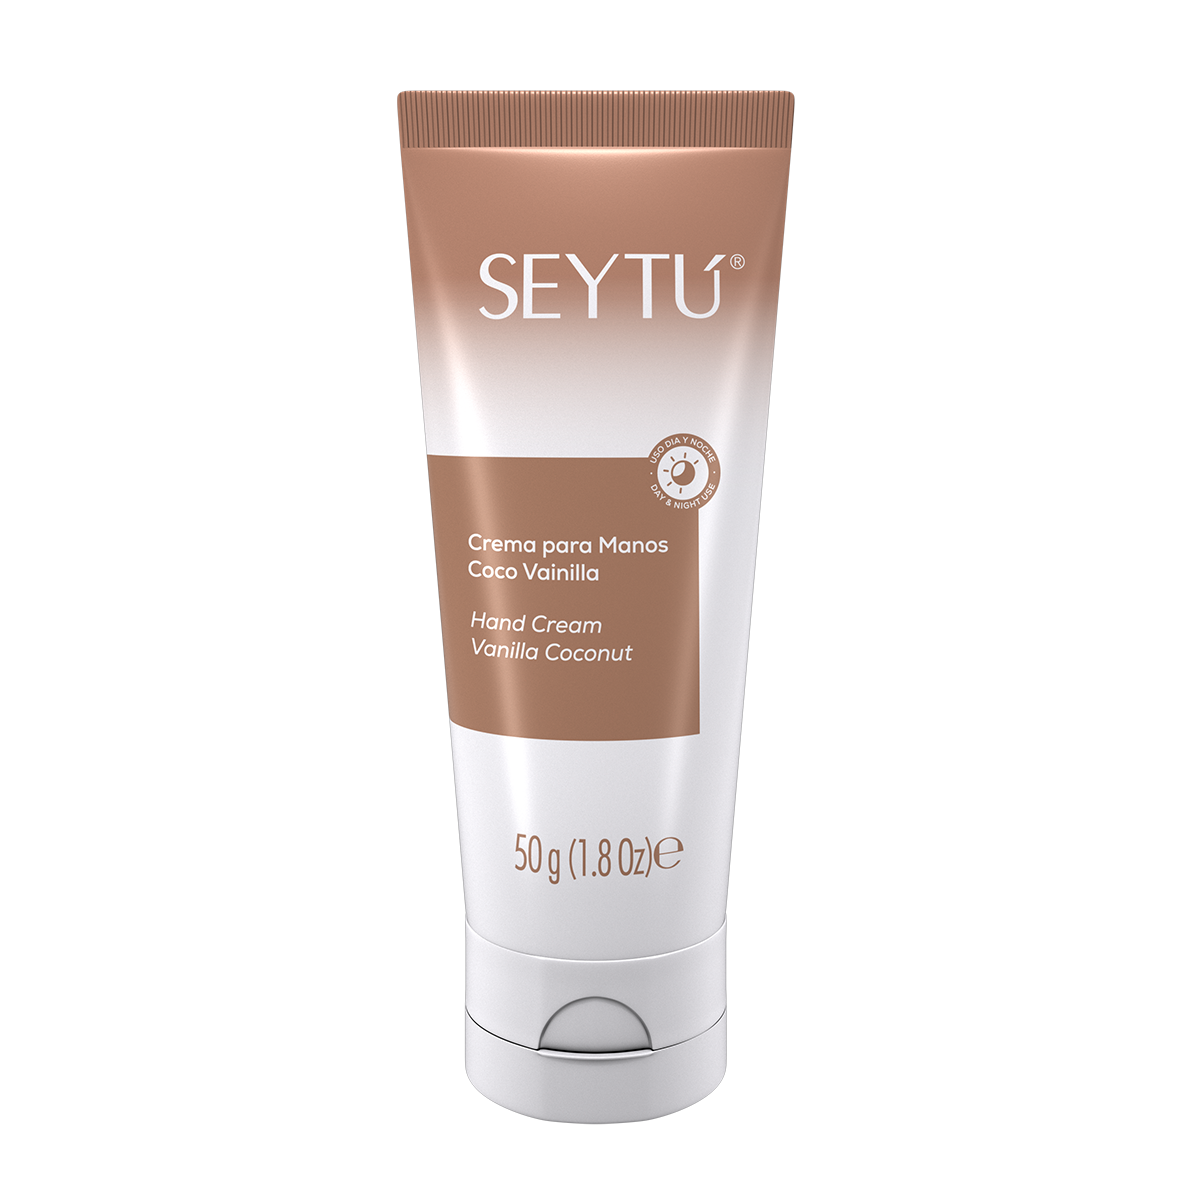 SEYTÚ®
USO DIA Y NOCHE
DAY & NIGHT USE
Crema para Manos
Coco Vainilla
Hand Cream
Vanilla Coconut
50 g (1.8 Oz)℮